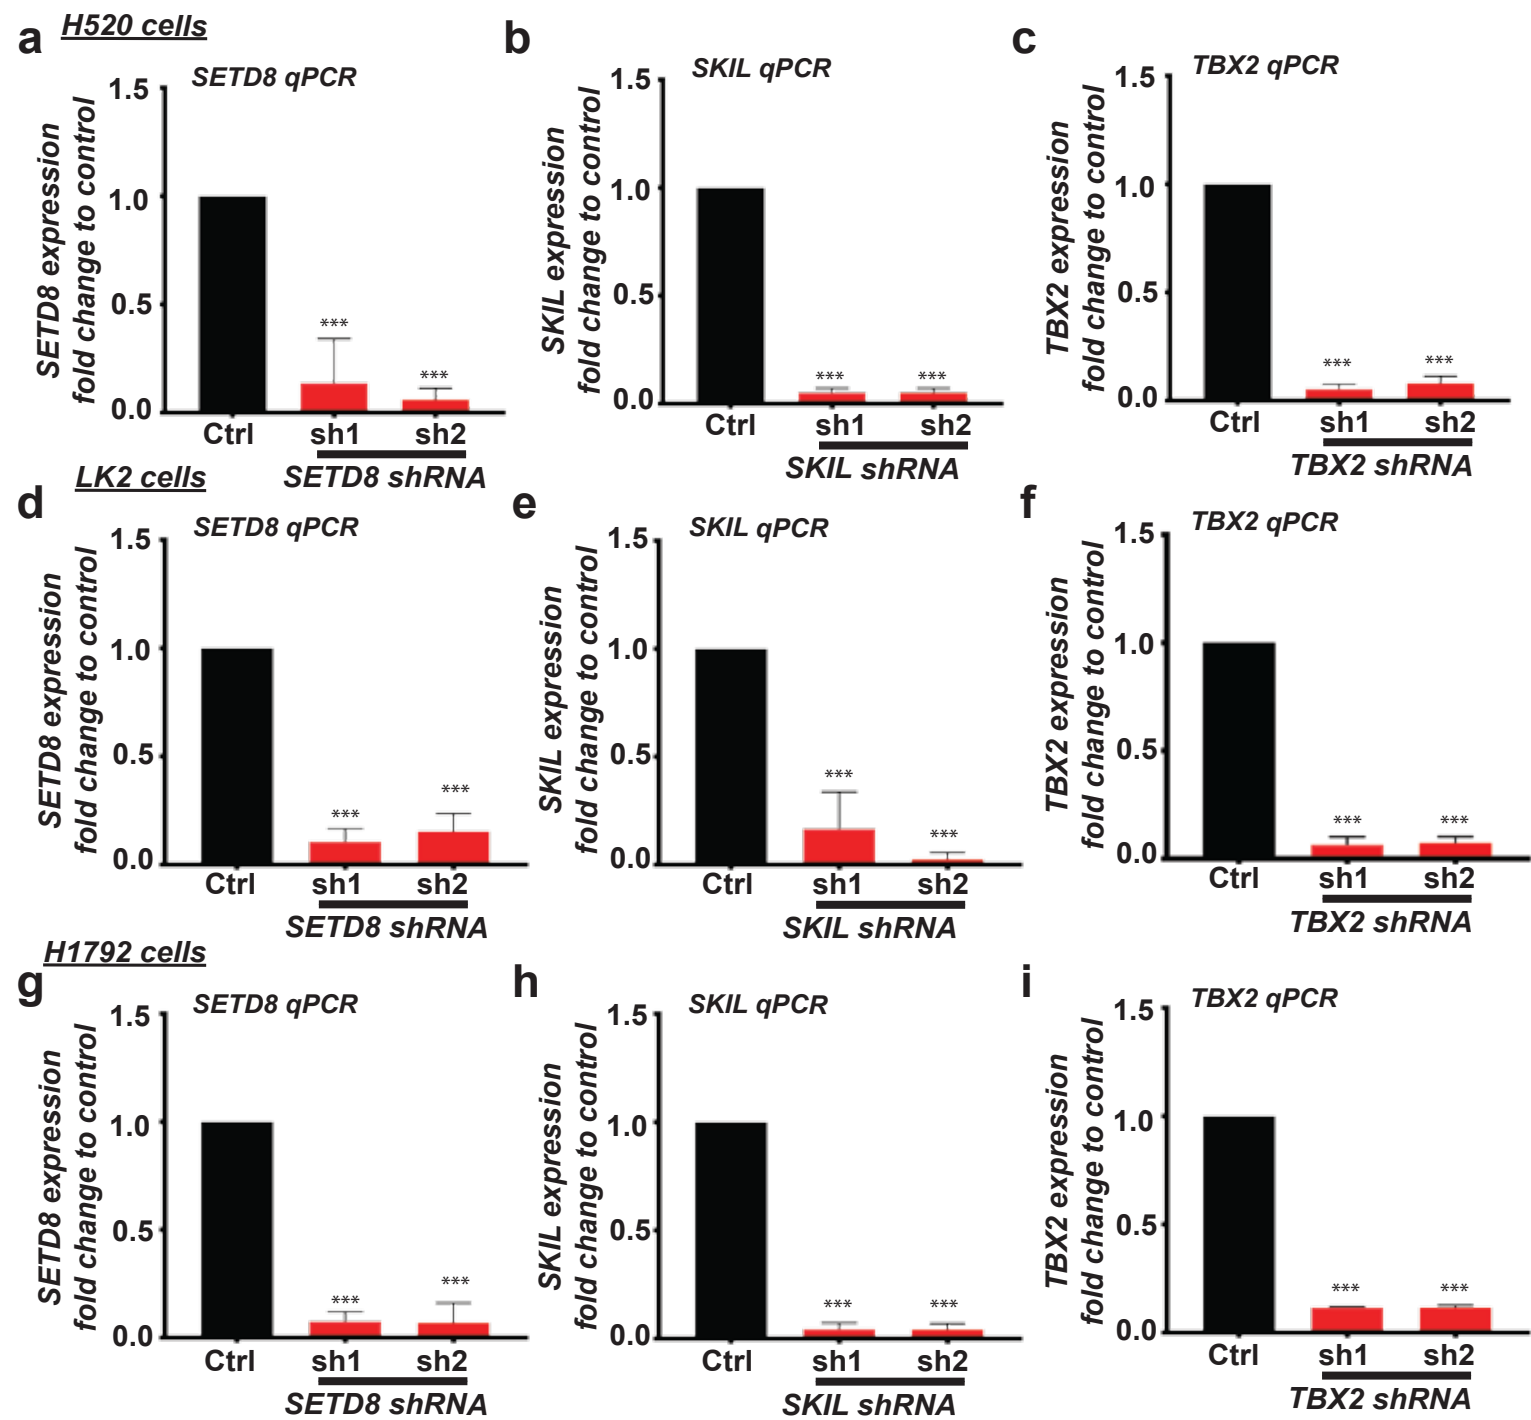 H520 cells
a
SETD8 qPCR
SETD8 expression
fold change to control
1.5
1.0
0.5
0.0
***
***
Ctrl
sh1
sh2
SETD8 shRNA
b
SKIL qPCR
SKIL expression
fold change to control
1.5
1.0
0.5
0.0
***
***
Ctrl
sh1
sh2
SKIL shRNA
c
TBX2 qPCR
TBX2 expression
fold change to control
1.5
1.0
0.5
0.0
***
***
Ctrl
sh1
sh2
TBX2 shRNA
LK2 cells
d
SETD8 qPCR
SETD8 expression
fold change to control
1.5
1.0
0.5
0.0
***
***
Ctrl
sh1
sh2
SETD8 shRNA
e
SKIL qPCR
SKIL expression
fold change to control
1.5
1.0
0.5
0.0
***
***
Ctrl
sh1
sh2
SKIL shRNA
f
TBX2 qPCR
TBX2 expression
fold change to control
1.5
1.0
0.5
0.0
***
***
Ctrl
sh1
sh2
TBX2 shRNA
H1792 cells
g
SETD8 qPCR
SETD8 expression
fold change to control
1.5
1.0
0.5
0.0
***
***
Ctrl
sh1
sh2
SETD8 shRNA
h
SKIL qPCR
SKIL expression
fold change to control
1.5
1.0
0.5
0.0
***
***
Ctrl
sh1
sh2
SKIL shRNA
i
TBX2 qPCR
TBX2 expression
fold change to control
1.5
1.0
0.5
0.0
***
***
Ctrl
sh1
sh2
TBX2 shRNA